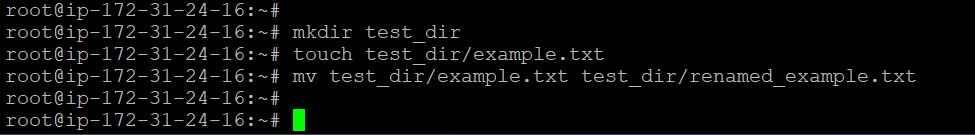 root@ip-172-31-24-16:~#
root@ip-172-31-24-16:~# mkdir test_dir
root@ip-172-31-24-16:~# touch test_dir/example.txt
root@ip-172-31-24-16:~# mv test_dir/example.txt test_dir/renamed_example.txt
root@ip-172-31-24-16:~#
root@ip-172-31-24-16:~#